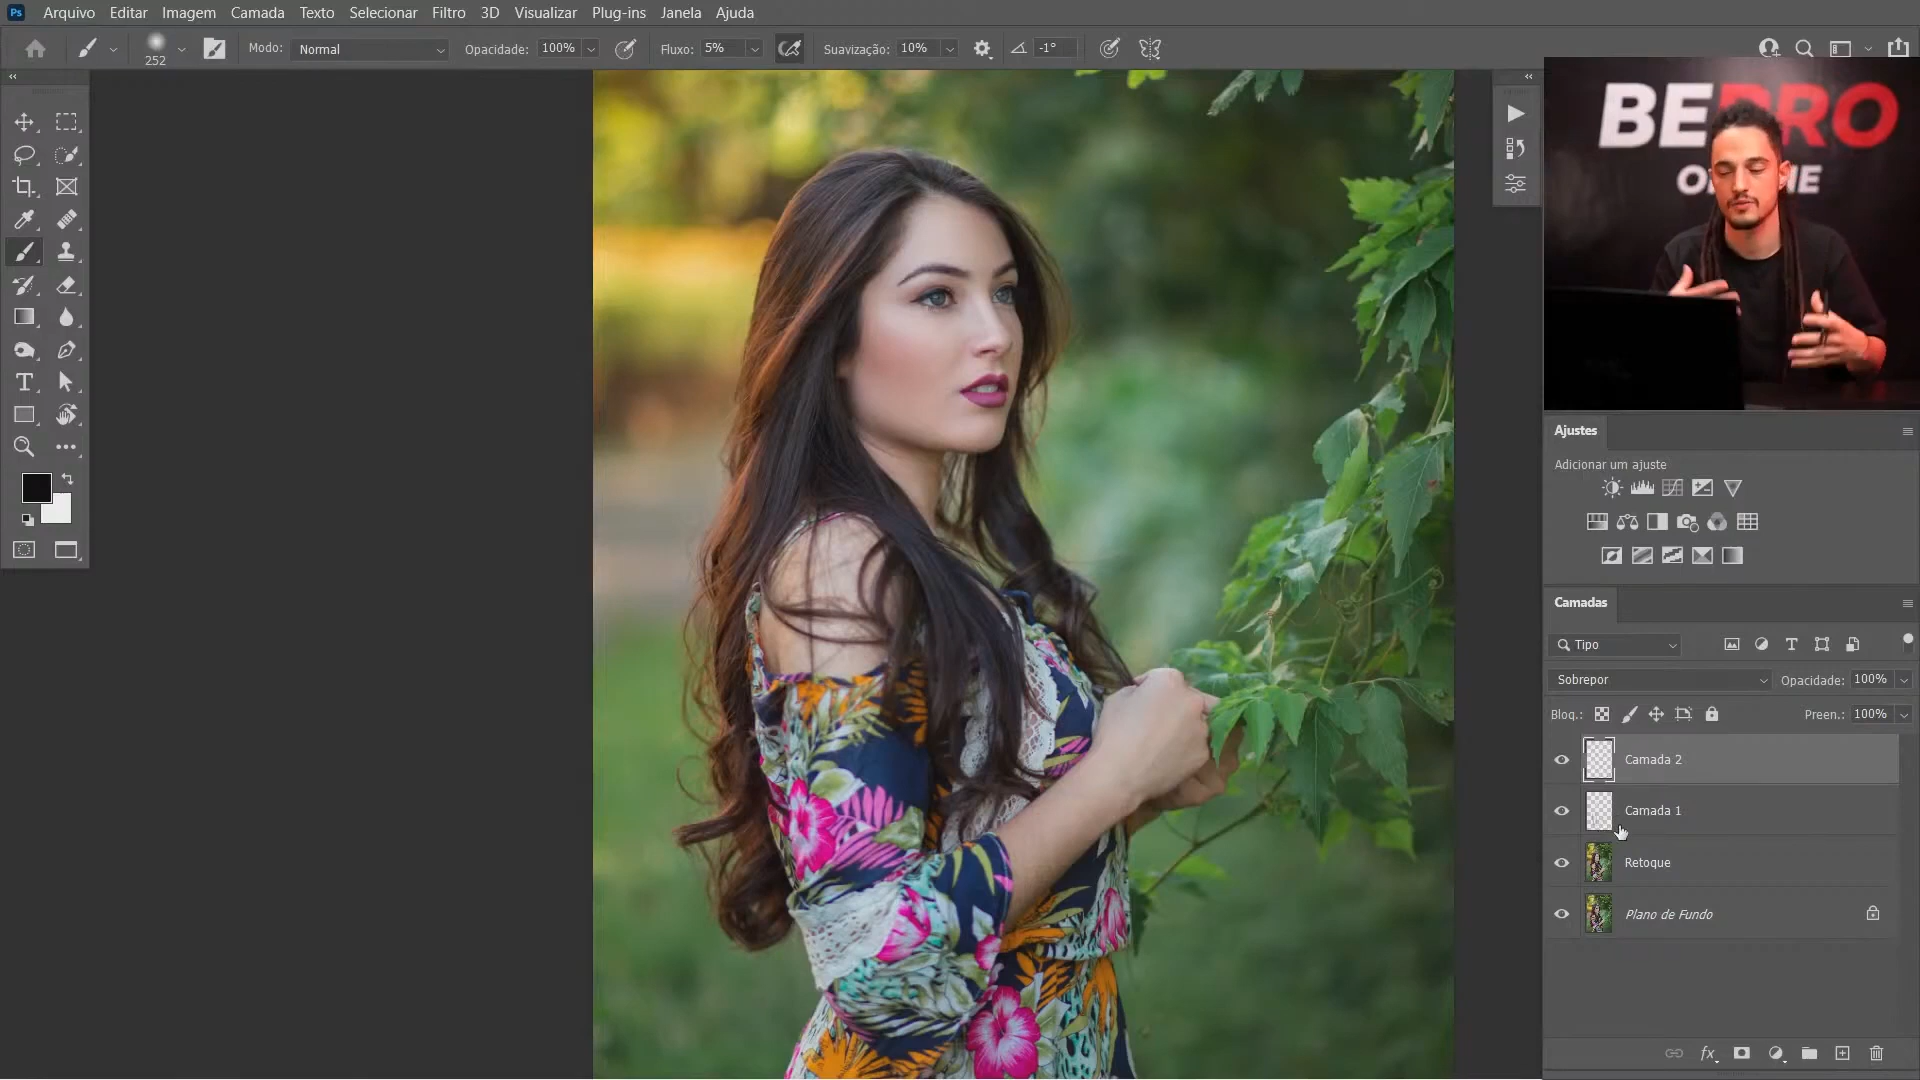 Ps Arquivo Editar Imagem Camada Texto Selecionar Filtro 3D Visualizar Plug-ins Janela Ajuda
252 Modo: Normal Opacidade: 100% Fluxo: 5% Suavização: 10% -1°
BEPRO
Ajustes
Adicionar um ajuste
Camadas
Tipo
Sobrepor Opacidade: 100%
Bloq.: Preen.: 100%
Camada 2
Camada 1
Retoque
Plano de Fundo
fx